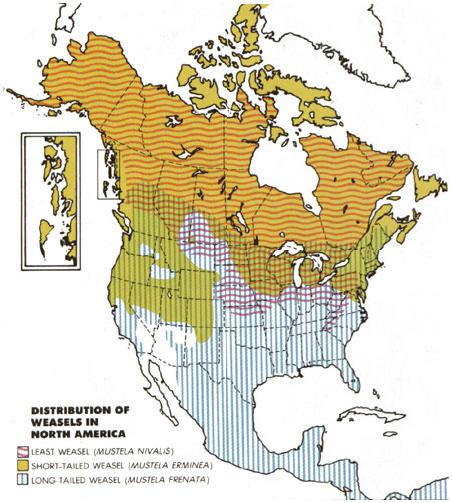 DISTRIBUTION OF
WEASELS IN
NORTH AMERICA
LEAST WEASEL (MUSTELA NIVALIS)
SHORT-TAILED WEASEL (MUSTELA ERMINEA)
LONG-TAILED WEASEL (MUSTELA FRENATA)